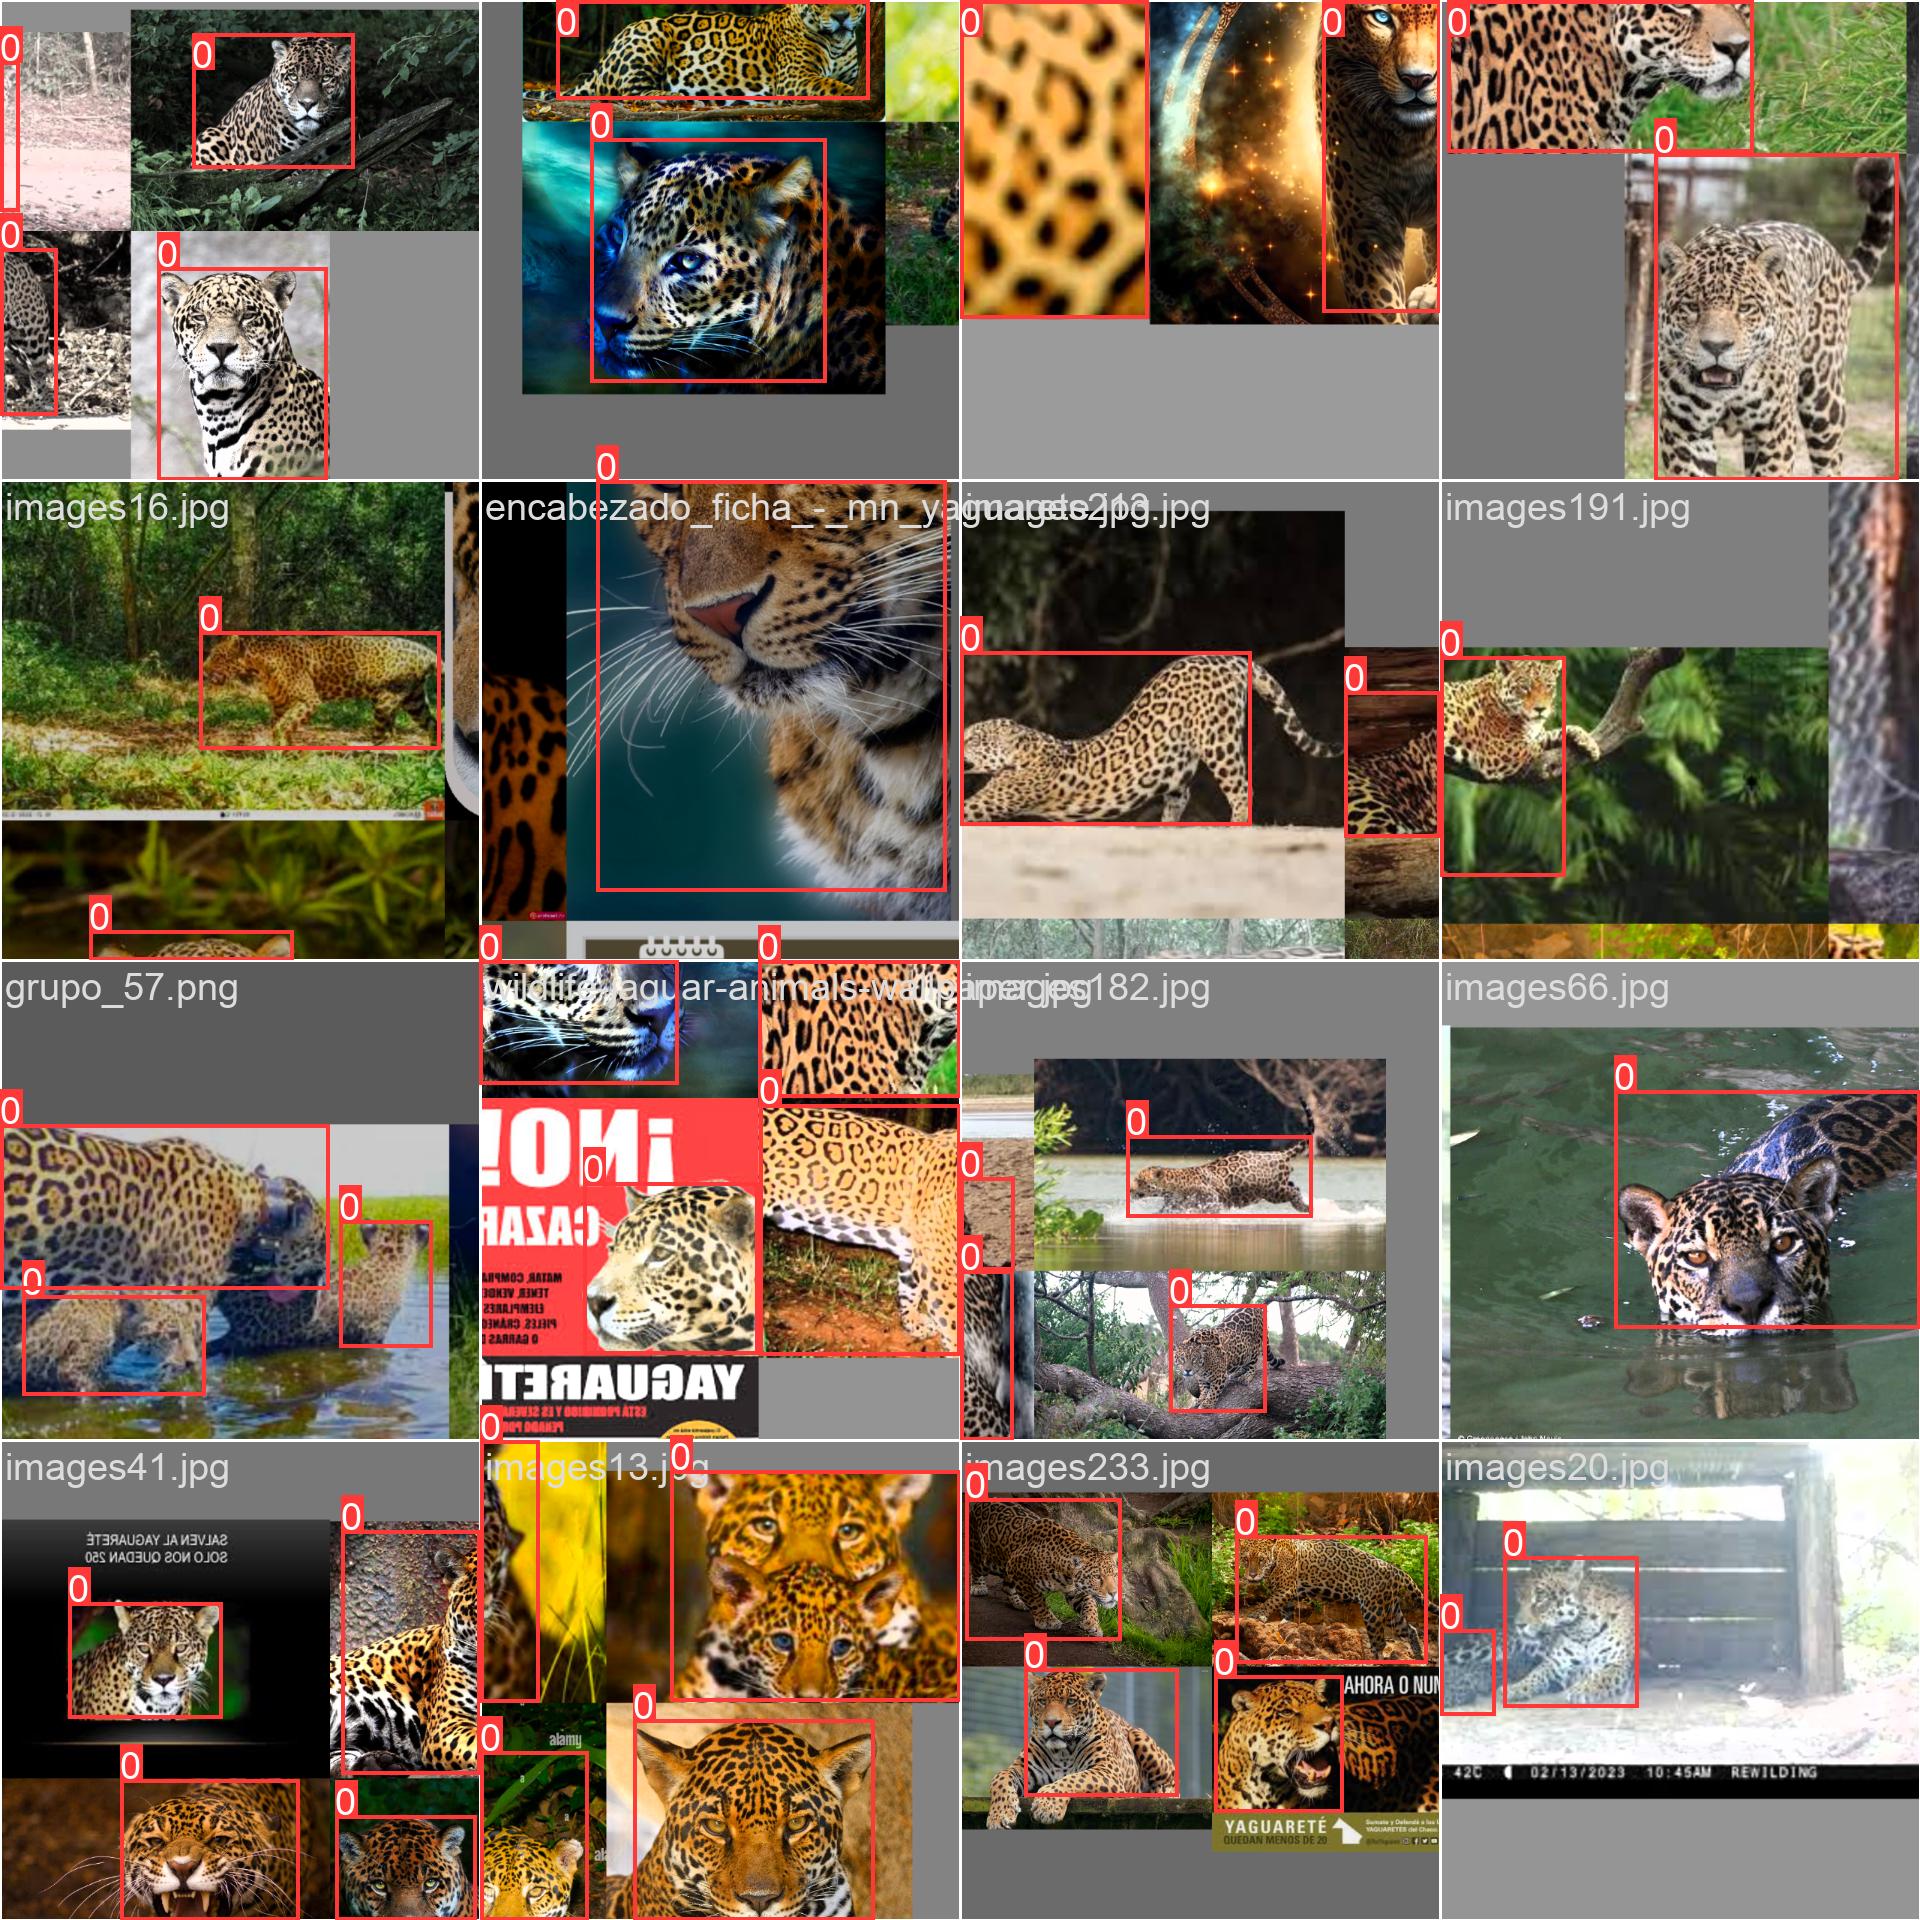 0
0
0
0
0
0
0
0
0
0
images16.jpg
encabezado_ficha_-_mn_yaguarete2.jpg
images213.jpg
images191.jpg
0
0
0
0
0
0
0
0
grupo_57.png
wildlife-jaguar-animals-wallpaper.jpg
images182.jpg
images66.jpg
0
0
0
0
0
0
0
0
0
0
0
0
¡NO!
CAZAR
MATAR, COMPRAR
TENER, VENDER
EJEMPLARES
PIELES, CRÁNEOS
O GARRAS
YAGUARETÉ
ESTÁ PROHIBIDO Y ES SEVERAMENTE
PENADO POR
images41.jpg
images13.jpg
images233.jpg
images20.jpg
0
0
0
0
0
0
0
0
0
0
0
0
0
0
SALVEN AL YAGUARETÉ
SOLO NOS QUEDAN 250
alamy
a
AHORA O NUN
YAGUARETÉ
QUEDAN MENOS DE 20
42C 02/13/2023 10:45AM REWILDING